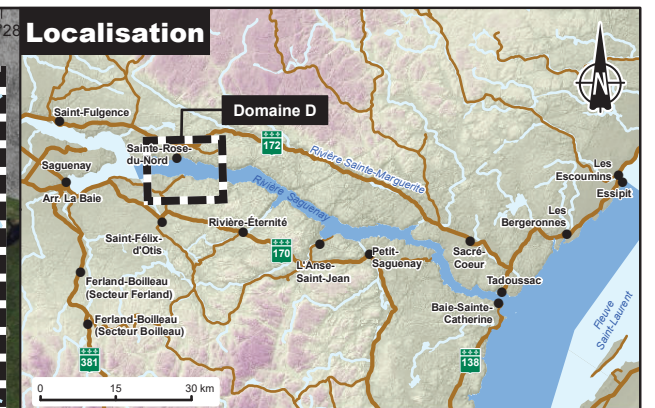 28
Localisation
N
Saint-Fulgence
Domaine D
172
Sainte-Rose-
du-Nord
Rivière Sainte-Marguerite
Saguenay
Arr. La Baie
Les
Escoumins
Essipit
Rivière Saguenay
Les
Bergeronnes
Rivière-Éternité
Saint-Félix-
d'Otis
170
L'Anse-
Saint-Jean
Petit-
Saguenay
Sacré-
Coeur
Ferland-Boilleau
(Secteur Ferland)
Tadoussac
Baie-Sainte-
Catherine
Ferland-Boilleau
(Secteur Boilleau)
Fleuve
Saint-Laurent
381
138
0 15 30 km